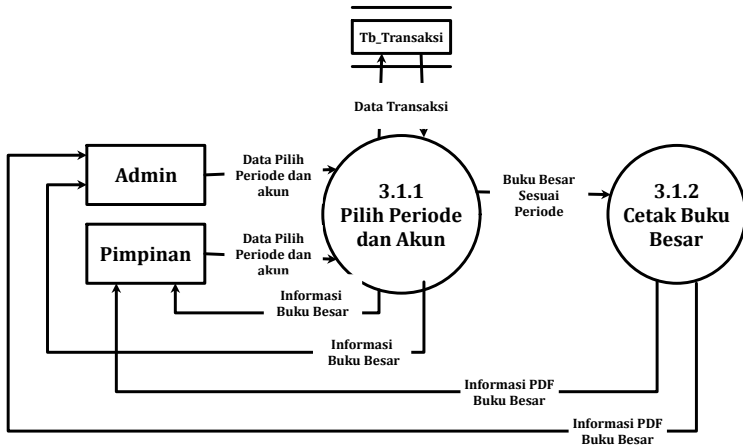 Tb_Transaksi
Data Transaksi
Admin
Data Pilih
Periode dan
akun
3.1.1
Pilih Periode
dan Akun
Buku Besar
Sesuai
Periode
3.1.2
Cetak Buku
Besar
Pimpinan
Data Pilih
Periode dan
akun
Informasi
Buku Besar
Informasi
Buku Besar
Informasi PDF
Buku Besar
Informasi PDF
Buku Besar